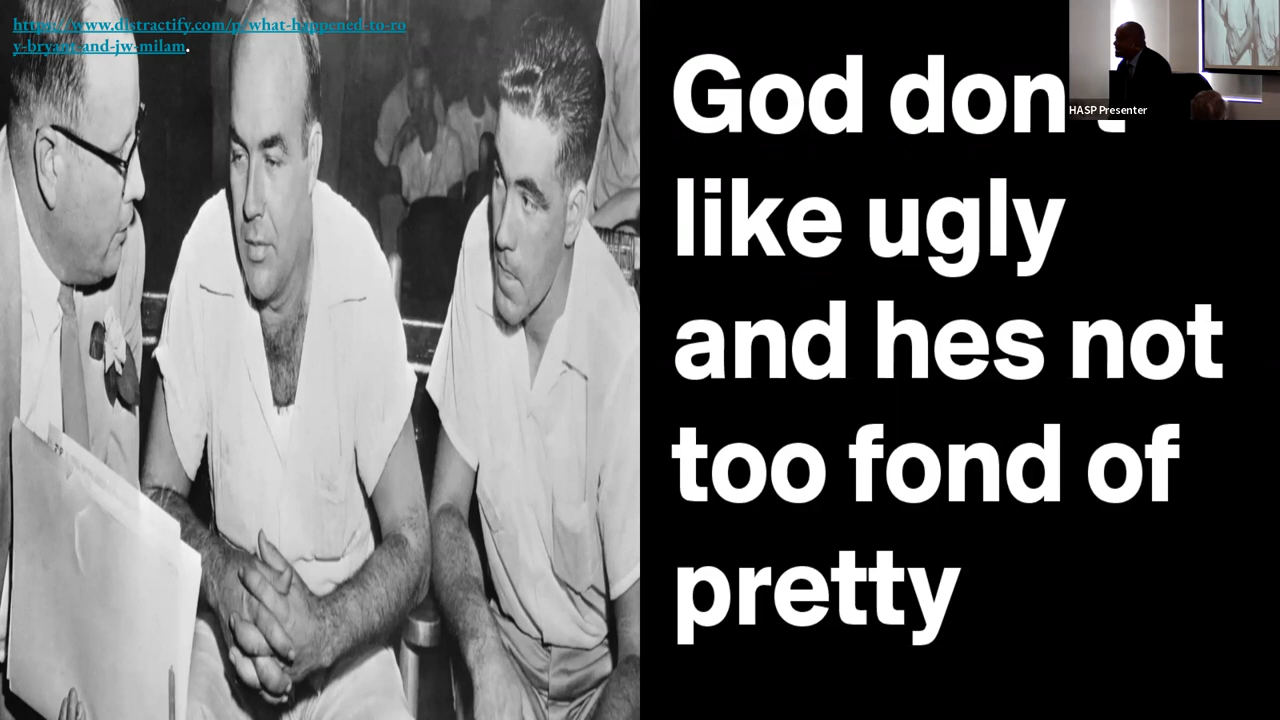 https://www.distractify.com/p/what-happened-to-ro
y-bryant-and-jw-milam.
God don't
like ugly
and hes not
too fond of
pretty
HASP Presenter